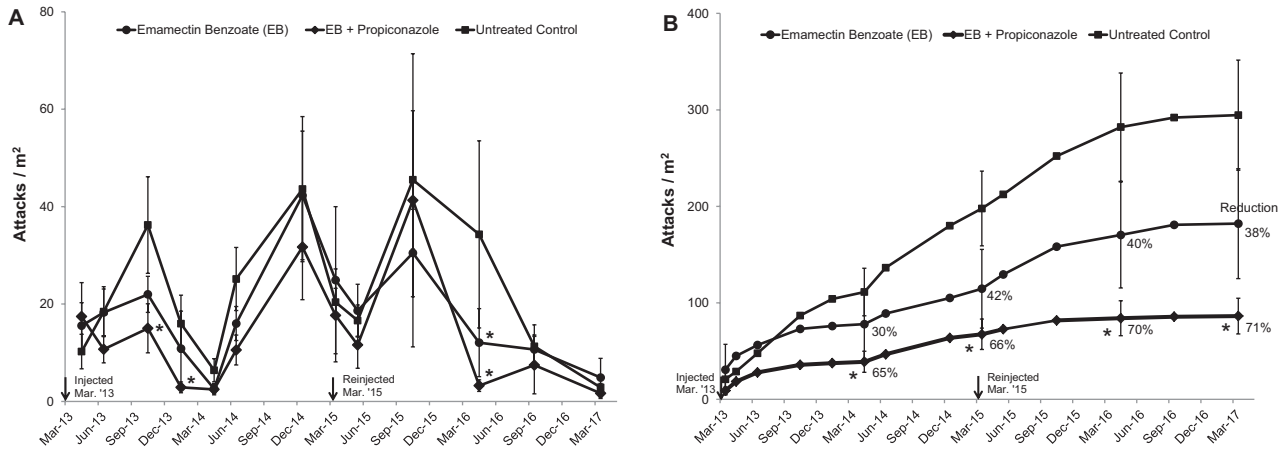 A
80
60
40
20
0
Attacks / m²
Emamectin Benzoate (EB) EB + Propiconazole Untreated Control
* * * *
Injected
Mar. '13
Reinjected
Mar. '15
Mar-13 Jun-13 Sep-13 Dec-13 Mar-14 Jun-14 Sep-14 Dec-14 Mar-15 Jun-15 Sep-15 Dec-15 Mar-16 Jun-16 Sep-16 Dec-16 Mar-17
B
400
300
200
100
0
Attacks / m²
Emamectin Benzoate (EB) EB + Propiconazole Untreated Control
Reduction
30% 42% 40% 38%
* 65% * 66% * 70% * 71%
Injected
Mar. '13
Reinjected
Mar. '15
Mar-13 Jun-13 Sep-13 Dec-13 Mar-14 Jun-14 Sep-14 Dec-14 Mar-15 Jun-15 Sep-15 Dec-15 Mar-16 Jun-16 Sep-16 Dec-16 Mar-17